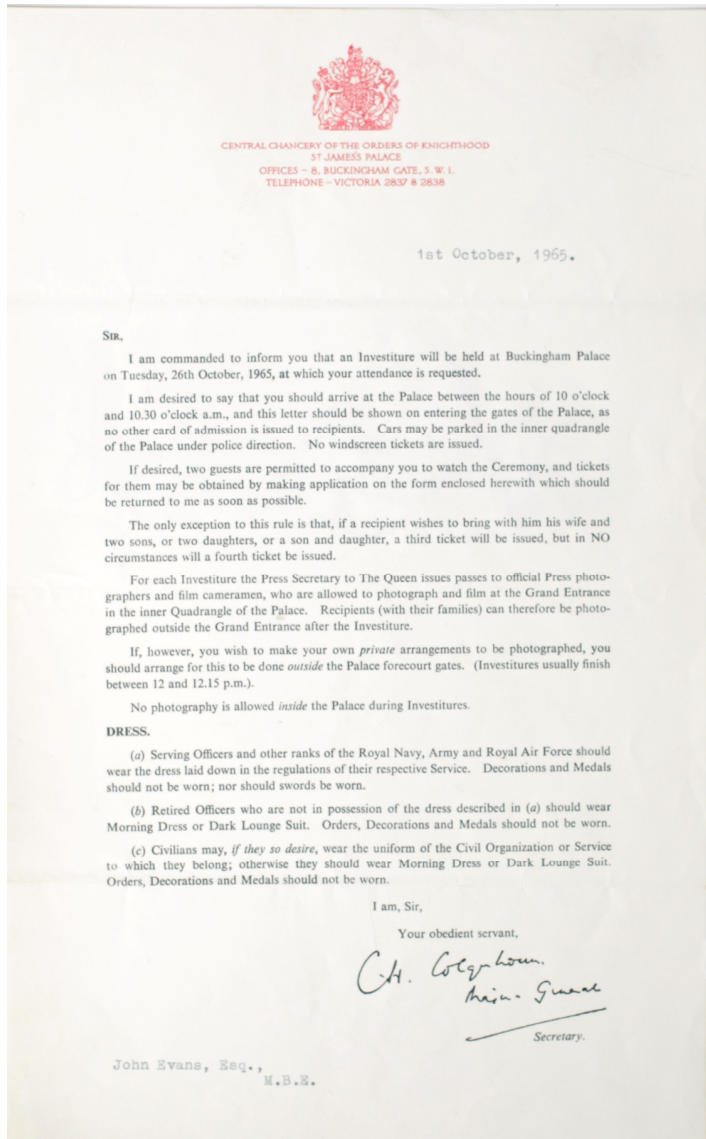 CENTRAL CHANCERY OF THE ORDERS OF KNIGHTHOOD
ST JAMES'S PALACE
OFFICES – 8, BUCKINGHAM GATE, S. W. 1.
TELEPHONE – VICTORIA 2837 & 2838
1st October, 1965.
SIR,
I am commanded to inform you that an Investiture will be held at Buckingham Palace
on Tuesday, 26th October, 1965, at which your attendance is requested.
I am desired to say that you should arrive at the Palace between the hours of 10 o'clock
and 10.30 o'clock a.m., and this letter should be shown on entering the gates of the Palace, as
no other card of admission is issued to recipients. Cars may be parked in the inner quadrangle
of the Palace under police direction. No windscreen tickets are issued.
If desired, two guests are permitted to accompany you to watch the Ceremony, and tickets
for them may be obtained by making application on the form enclosed herewith which should
be returned to me as soon as possible.
The only exception to this rule is that, if a recipient wishes to bring with him his wife and
two sons, or two daughters, or a son and daughter, a third ticket will be issued, but in NO
circumstances will a fourth ticket be issued.
For each Investiture the Press Secretary to The Queen issues passes to official Press photo-
graphers and film cameramen, who are allowed to photograph and film at the Grand Entrance
in the inner Quadrangle of the Palace. Recipients (with their families) can therefore be photo-
graphed outside the Grand Entrance after the Investiture.
If, however, you wish to make your own private arrangements to be photographed, you
should arrange for this to be done outside the Palace forecourt gates. (Investitures usually finish
between 12 and 12.15 p.m.).
No photography is allowed inside the Palace during Investitures.
DRESS.
(a) Serving Officers and other ranks of the Royal Navy, Army and Royal Air Force should
wear the dress laid down in the regulations of their respective Service. Decorations and Medals
should not be worn; nor should swords be worn.
(b) Retired Officers who are not in possession of the dress described in (a) should wear
Morning Dress or Dark Lounge Suit. Orders, Decorations and Medals should not be worn.
(c) Civilians may, if they so desire, wear the uniform of the Civil Organization or Service
to which they belong; otherwise they should wear Morning Dress or Dark Lounge Suit.
Orders, Decorations and Medals should not be worn.
I am, Sir,
Your obedient servant,
Colquhoun.
Major-General
Secretary.
John Evans, Esq.,
M.B.E.